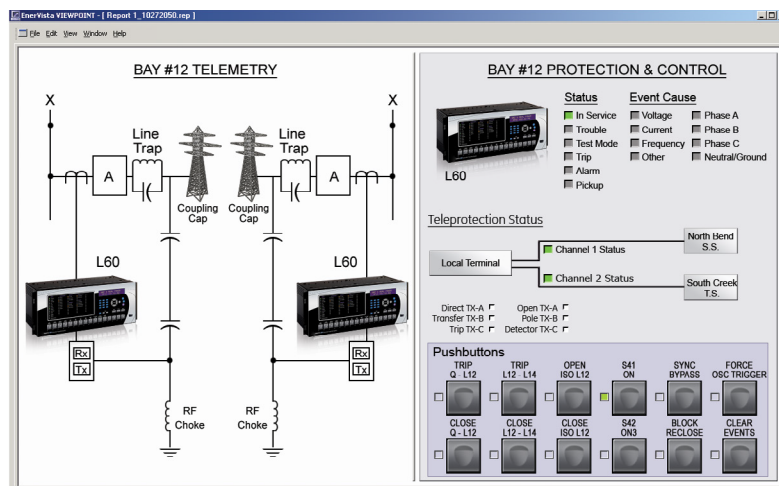 EnerVista VIEWPOINT - [ Report 1_10272050.rep ]
File Edit View Window Help
BAY #12 TELEMETRY
X
X
Line
Trap
Line
Trap
A
A
Coupling
Cap
Coupling
Cap
L60
L60
Rx
Tx
Rx
Tx
RF
Choke
RF
Choke
BAY #12 PROTECTION & CONTROL
Status
Event Cause
In Service
Voltage
Phase A
Trouble
Current
Phase B
Test Mode
Frequency
Phase C
Trip
Other
Neutral/Ground
Alarm
Pickup
L60
Teleprotection Status
Local Terminal
Channel 1 Status
North Bend
S.S.
Channel 2 Status
South Creek
T.S.
Direct TX-A
Open TX-A
Transfer TX-B
Pole TX-B
Trip TX-C
Detector TX-C
Pushbuttons
TRIP
Q - L12
TRIP
L12 - L14
OPEN
ISO L12
S41
ON
SYNC
BYPASS
FORCE
OSC TRIGGER
CLOSE
Q - L12
CLOSE
L12 - L14
CLOSE
ISO L12
S42
ON3
BLOCK
RECLOSE
CLEAR
EVENTS